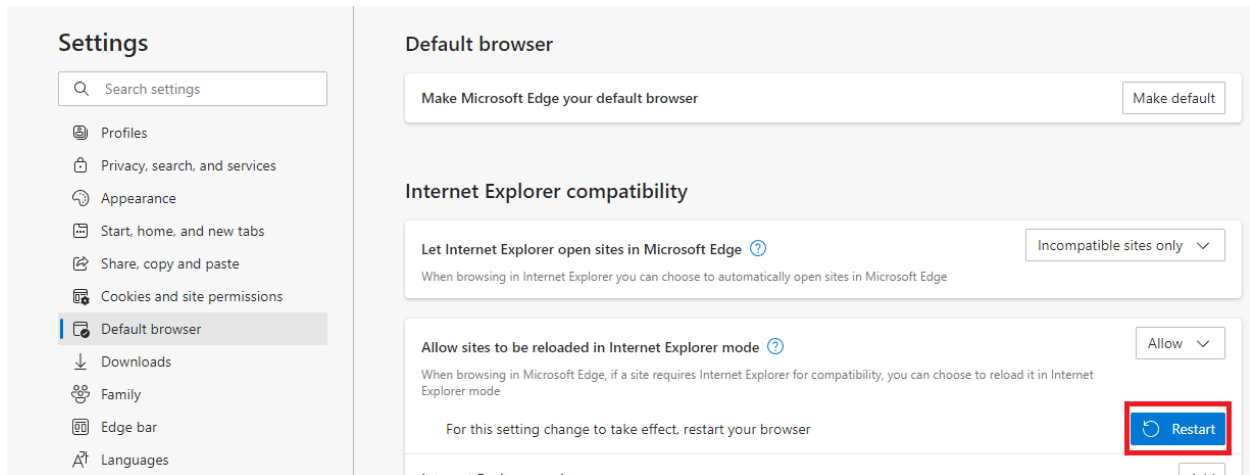 Settings
Search settings
Profiles
Privacy, search, and services
Appearance
Start, home, and new tabs
Share, copy and paste
Cookies and site permissions
Default browser
Downloads
Family
Edge bar
Languages
Default browser
Make Microsoft Edge your default browser
Make default
Internet Explorer compatibility
Let Internet Explorer open sites in Microsoft Edge
Incompatible sites only
When browsing in Internet Explorer you can choose to automatically open sites in Microsoft Edge
Allow sites to be reloaded in Internet Explorer mode
Allow
When browsing in Microsoft Edge, if a site requires Internet Explorer for compatibility, you can choose to reload it in Internet
Explorer mode
For this setting change to take effect, restart your browser
Restart